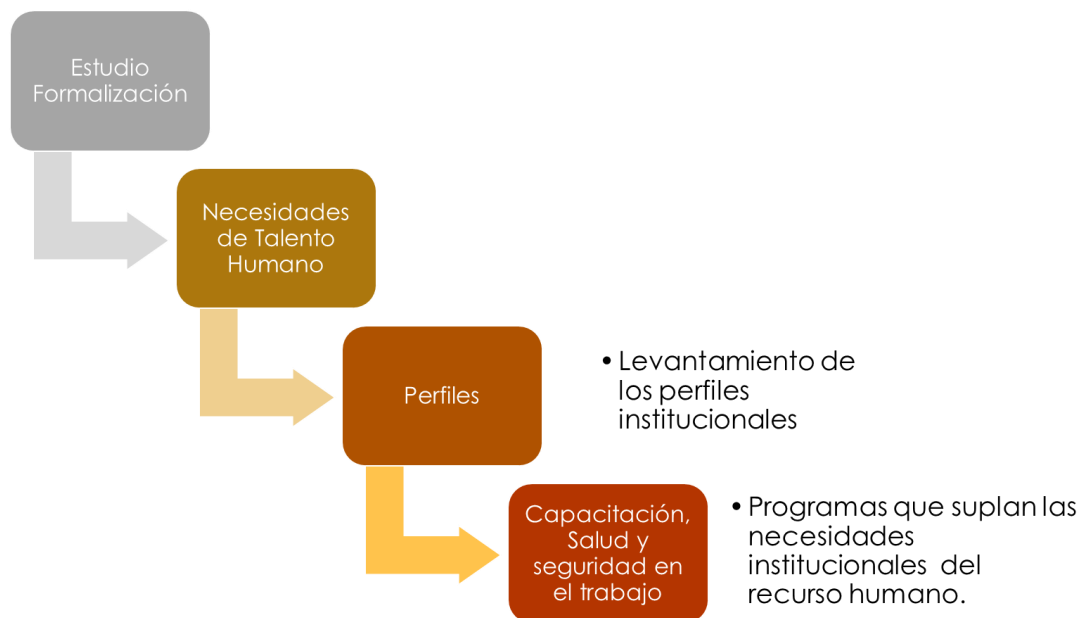 Estudio
Formalización
Necesidades
de Talento
Humano
Perfiles
• Levantamiento de
los perfiles
institucionales
Capacitación,
Salud y
seguridad en
el trabajo
• Programas que suplan las
necesidades
institucionales del
recurso humano.